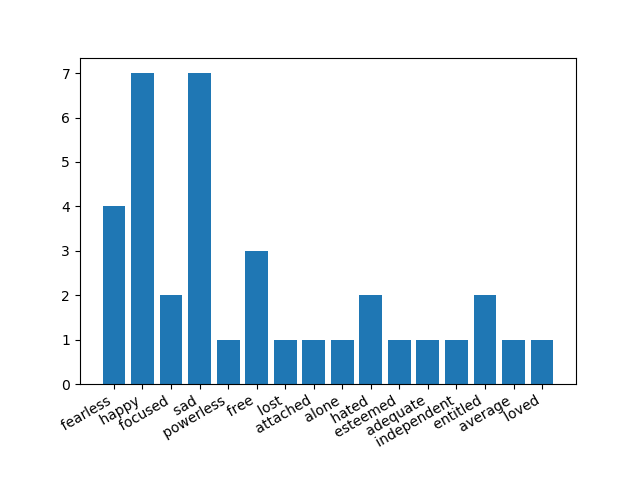 7
6
5
4
3
2
1
0
fearless
happy
focused
sad
powerless
free
lost
attached
alone
hated
esteemed
adequate
independent
entitled
average
loved